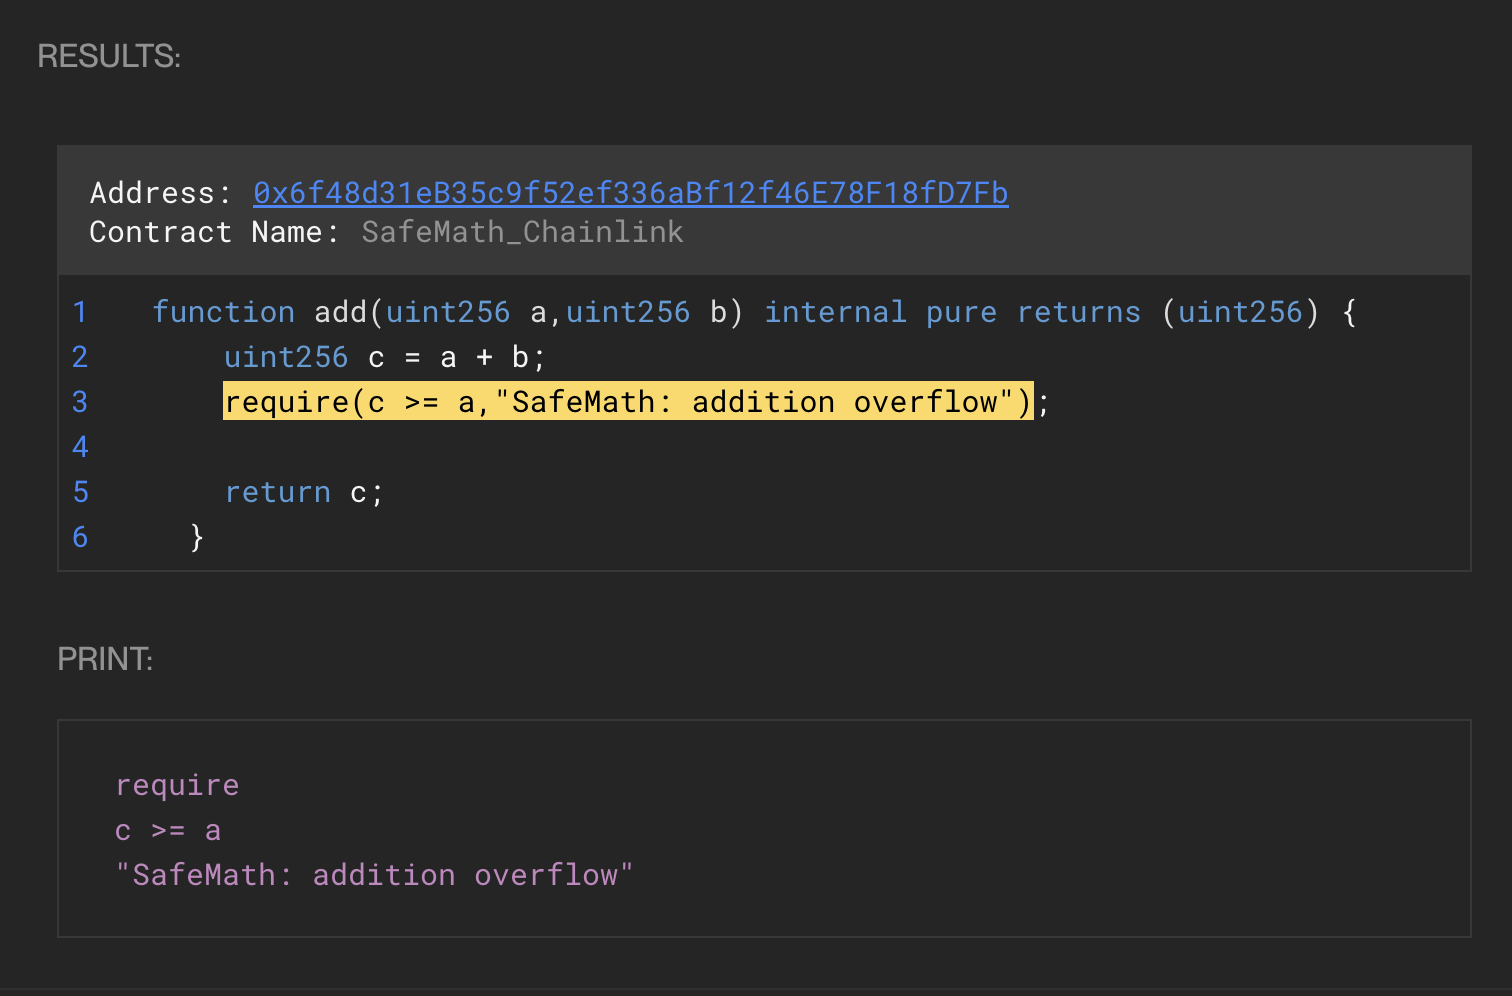 RESULTS:
Address: 0x6f48d31eB35c9f52ef336aBf12f46E78F18fD7Fb
Contract Name: SafeMath_Chainlink
1 function add(uint256 a,uint256 b) internal pure returns (uint256) {
2 uint256 c = a + b;
3 require(c >= a,"SafeMath: addition overflow");
4
5 return c;
6 }
PRINT:
require
c >= a
"SafeMath: addition overflow"